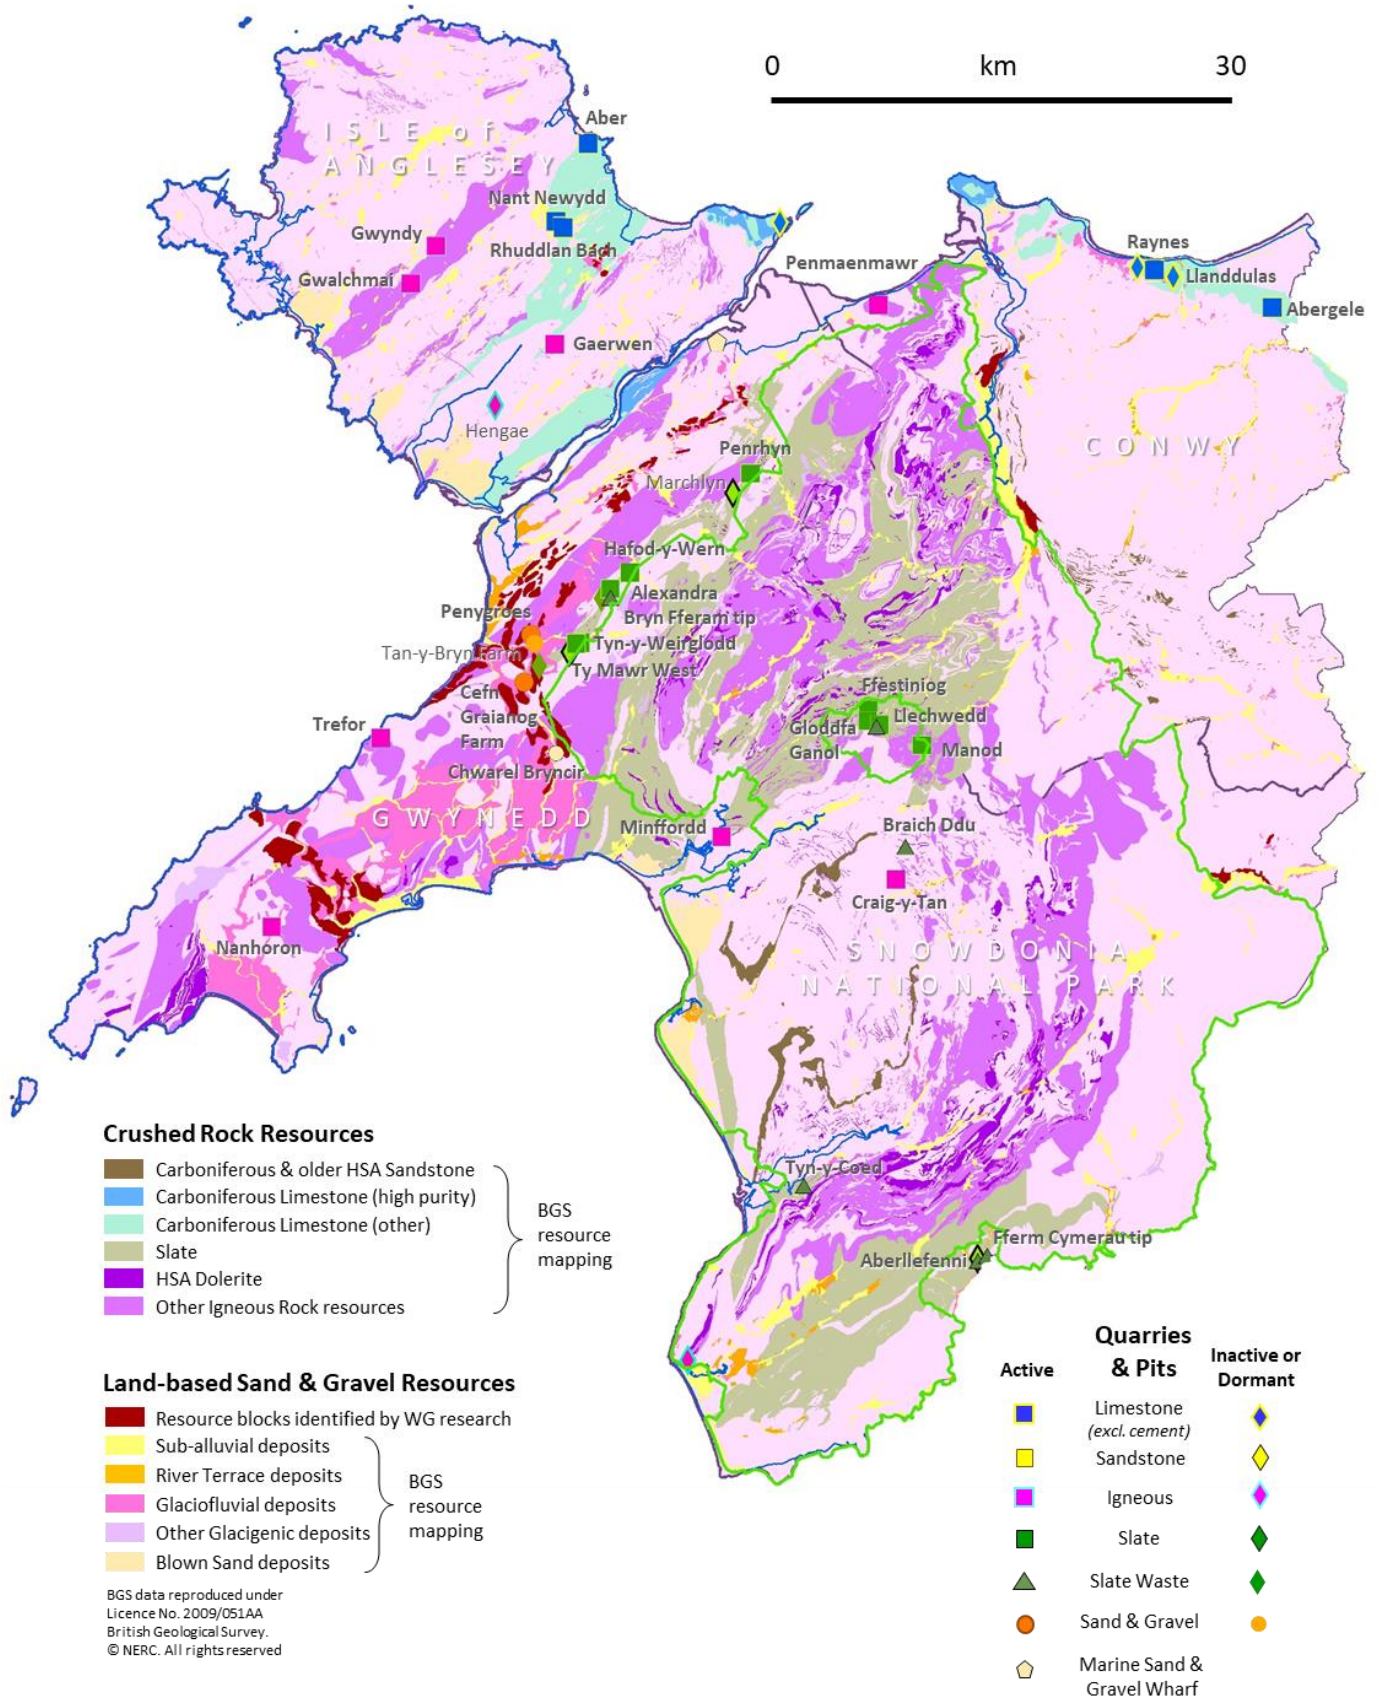 0 km 30
Aber
ISLE of
ANGLESEY
Nant Newydd
Gwyndy
Rhuddlan Bach
Gwalchmai
Penmaenmawr
Raynes
Llanddulas
Abergele
Gaerwen
Hengae
CONWY
Penrhyn
Marchlyn
Hafod-y-Wern
Alexandra
Bryn Fferam tip
Penygroes
Tyn-y-Weirglodd
Tan-y-Bryn Farm
Ty Mawr West
Cefn
Graianog
Farm
Ffestiniog
Llechwedd
Gloddfa
Ganol
Manod
Trefor
Chwarel Bryncir
GWYNEDD
Minffordd
Braich Ddu
Craig-y-Tan
Nanhoron
SNOWDONIA
NATIONAL PARK
Tyn-y-Coed
Fferm Cymerau tip
Aberllefenni
Crushed Rock Resources
Carboniferous & older HSA Sandstone
Carboniferous Limestone (high purity)
Carboniferous Limestone (other)
Slate
HSA Dolerite
Other Igneous Rock resources
BGS
resource
mapping
Land-based Sand & Gravel Resources
Resource blocks identified by WG research
Sub-alluvial deposits
River Terrace deposits
Glaciofluvial deposits
Other Glacigenic deposits
Blown Sand deposits
BGS
resource
mapping
BGS data reproduced under
Licence No. 2009/051AA
British Geological Survey.
© NERC. All rights reserved
Active
Quarries
& Pits
Inactive or
Dormant
Limestone
(excl. cement)
Sandstone
Igneous
Slate
Slate Waste
Sand & Gravel
Marine Sand &
Gravel Wharf